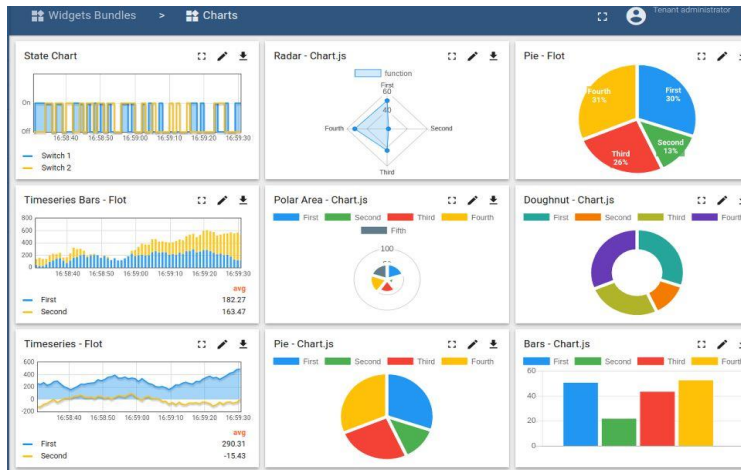 Widgets Bundles > Charts
Tenant administrator
State Chart
On
Off
16:58:40 16:58:50 16:59:00 16:59:10 16:59:20 16:59:30
Switch 1
Switch 2
Radar - Chart.js
function
First
60
40
Fourth
Second
Third
Pie - Flot
Fourth
31%
First
30%
Second
13%
Third
26%
Timeseries Bars - Flot
800
600
400
200
0
16:58:40 16:58:50 16:59:00 16:59:10 16:59:20 16:59:30
avg
First 182.27
Second 163.47
Polar Area - Chart.js
First Second Third Fourth
Fifth
100
Doughnut - Chart.js
First Second Third Fourth
Timeseries - Flot
600
400
200
0
-200
16:58:40 16:58:50 16:59:00 16:59:10 16:59:20 16:59:30
avg
First 290.31
Second -15.43
Pie - Chart.js
First Second Third Fourth
Bars - Chart.js
First Second Third Fourth
60
40
20
0